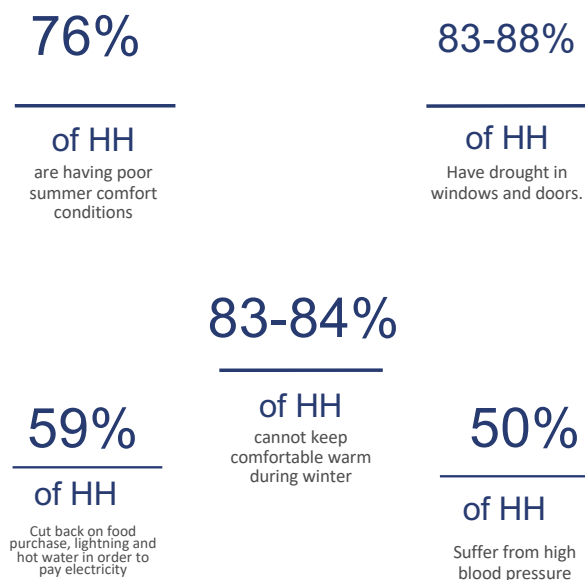 76%
of HH
are having poor
summer comfort
conditions
83-88%
of HH
Have drought in
windows and doors.
83-84%
of HH
cannot keep
comfortable warm
during winter
59%
of HH
Cut back on food
purchase, lightning and
hot water in order to
pay electricity
50%
of HH
Suffer from high
blood pressure